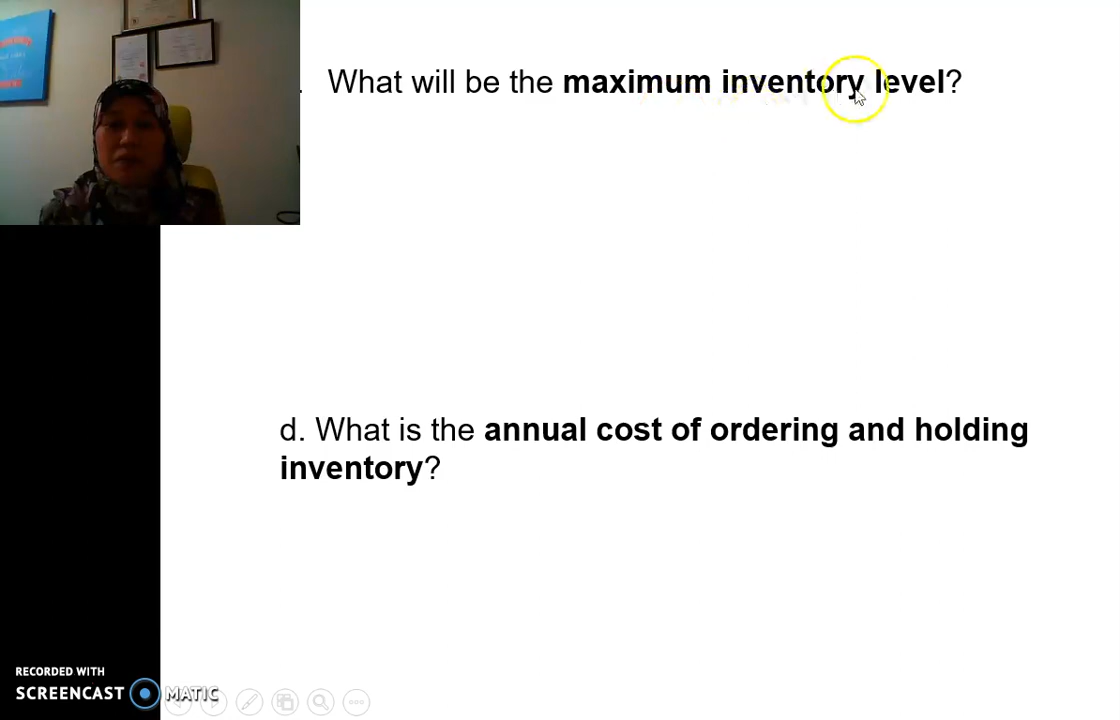 . What will be the maximum inventory level?
d. What is the annual cost of ordering and holding
inventory?
RECORDED WITH
SCREENCAST MATIC